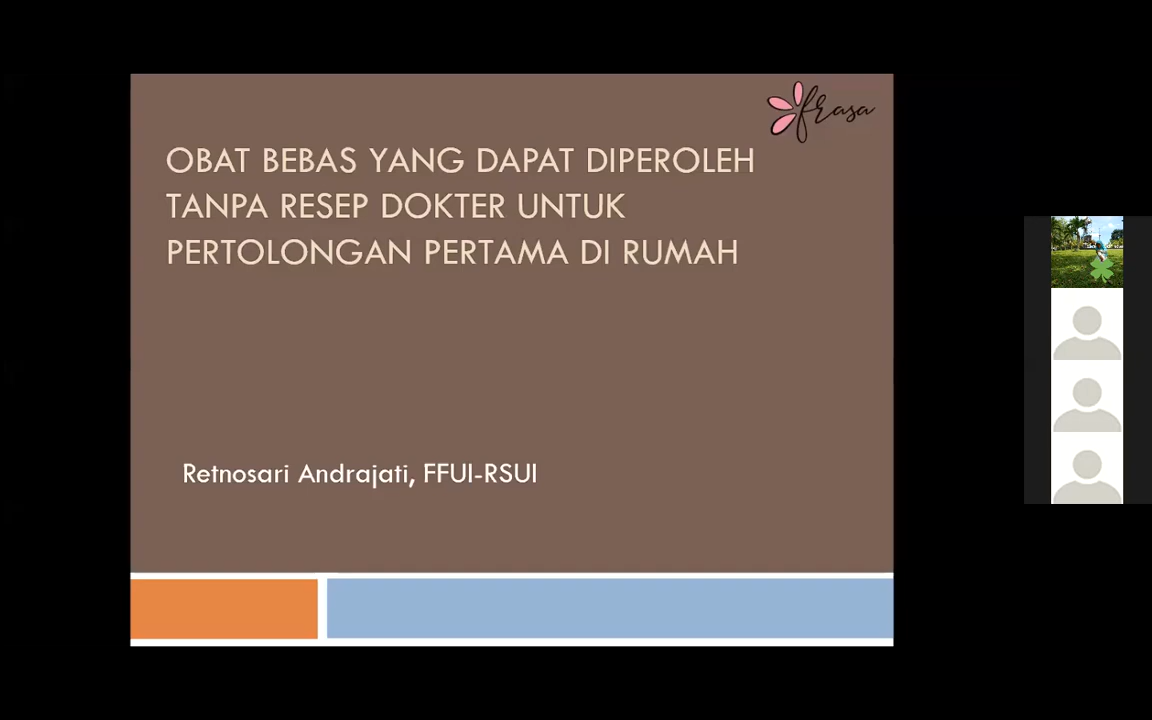 frasa
OBAT BEBAS YANG DAPAT DIPEROLEH
TANPA RESEP DOKTER UNTUK
PERTOLONGAN PERTAMA DI RUMAH
Retnosari Andrajati, FFUI-RSUI